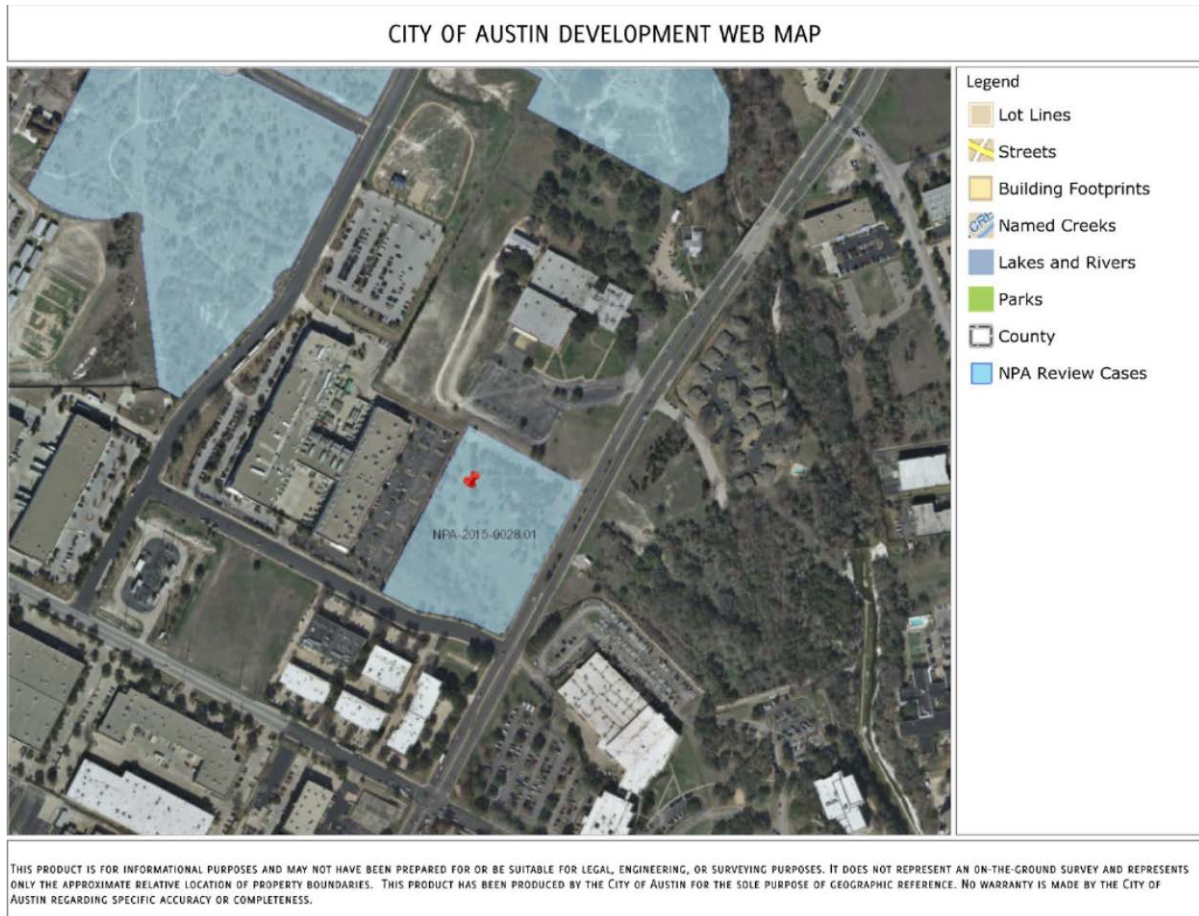 CITY OF AUSTIN DEVELOPMENT WEB MAP
Legend
Lot Lines
Streets
Building Footprints
CRk
Named Creeks
Lakes and Rivers
Parks
County
NPA Review Cases
NPA-2015-0028.01
THIS PRODUCT IS FOR INFORMATIONAL PURPOSES AND MAY NOT HAVE BEEN PREPARED FOR OR BE SUITABLE FOR LEGAL, ENGINEERING, OR SURVEYING PURPOSES. IT DOES NOT REPRESENT AN ON-THE-GROUND SURVEY AND REPRESENTS
ONLY THE APPROXIMATE RELATIVE LOCATION OF PROPERTY BOUNDARIES. THIS PRODUCT HAS BEEN PRODUCED BY THE CITY OF AUSTIN FOR THE SOLE PURPOSE OF GEOGRAPHIC REFERENCE. NO WARRANTY IS MADE BY THE CITY OF
AUSTIN REGARDING SPECIFIC ACCURACY OR COMPLETENESS.